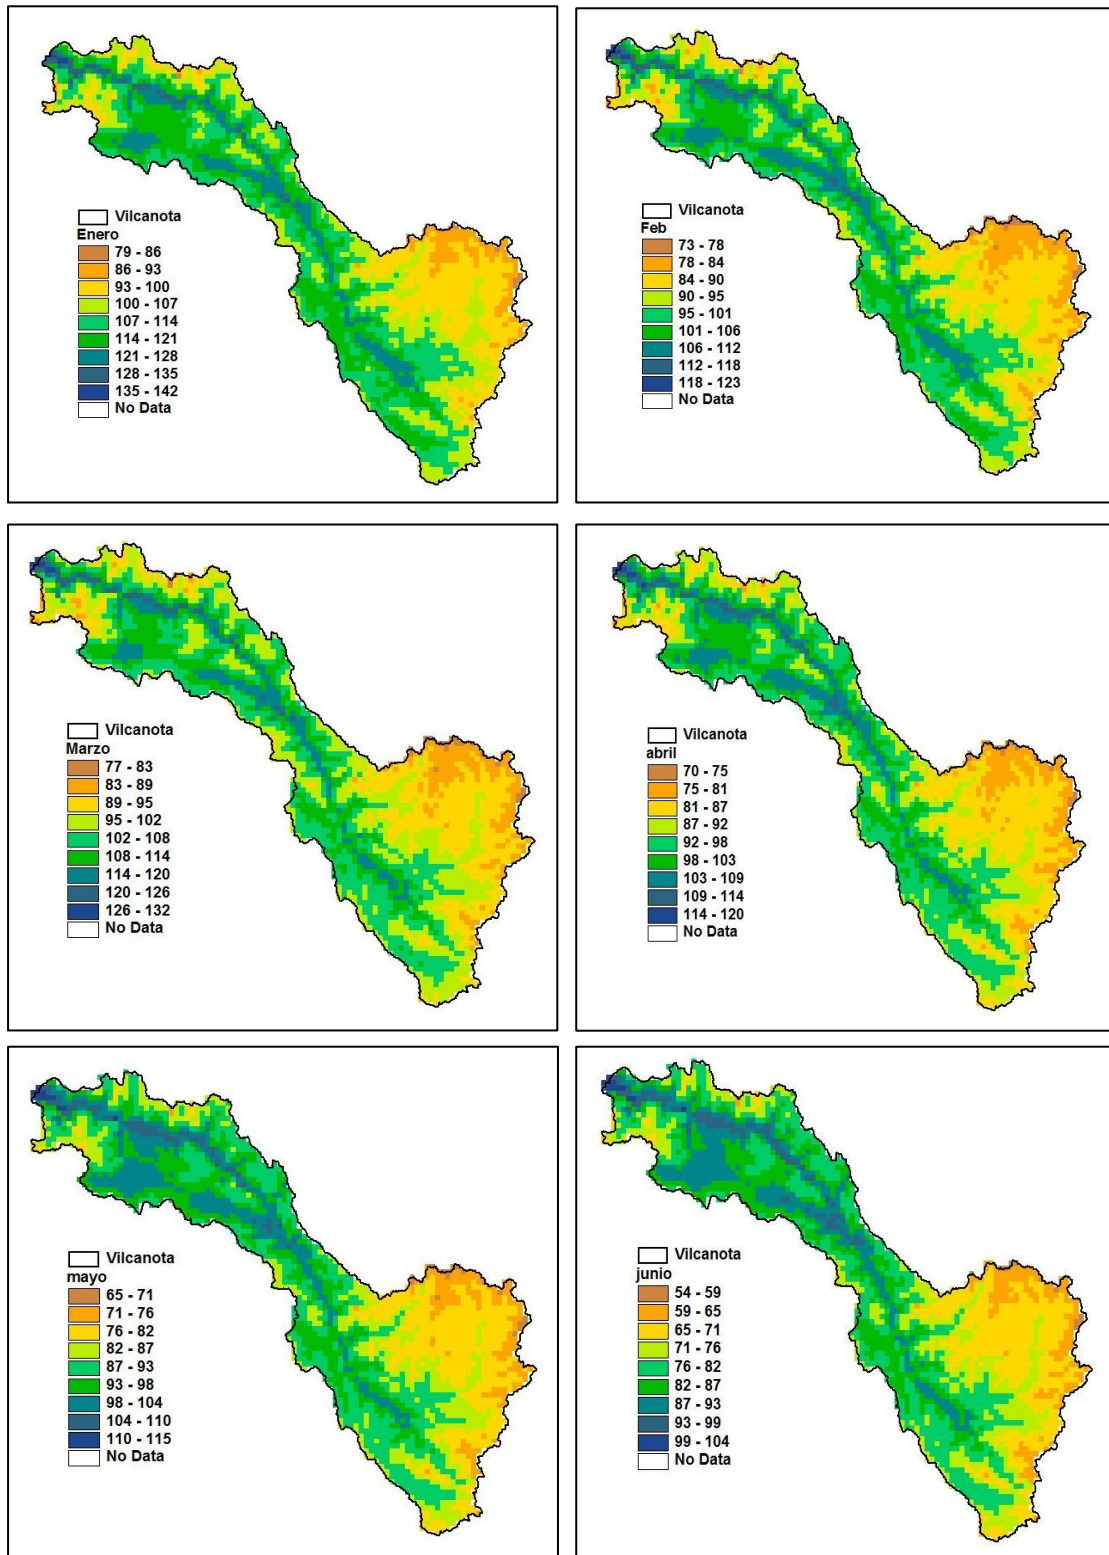 Vilcanota
Enero
79 - 86
86 - 93
93 - 100
100 - 107
107 - 114
114 - 121
121 - 128
128 - 135
135 - 142
No Data
Vilcanota
Feb
73 - 78
78 - 84
84 - 90
90 - 95
95 - 101
101 - 106
106 - 112
112 - 118
118 - 123
No Data
Vilcanota
Marzo
77 - 83
83 - 89
89 - 95
95 - 102
102 - 108
108 - 114
114 - 120
120 - 126
126 - 132
No Data
Vilcanota
abril
70 - 75
75 - 81
81 - 87
87 - 92
92 - 98
98 - 103
103 - 109
109 - 114
114 - 120
No Data
Vilcanota
mayo
65 - 71
71 - 76
76 - 82
82 - 87
87 - 93
93 - 98
98 - 104
104 - 110
110 - 115
No Data
Vilcanota
junio
54 - 59
59 - 65
65 - 71
71 - 76
76 - 82
82 - 87
87 - 93
93 - 99
99 - 104
No Data